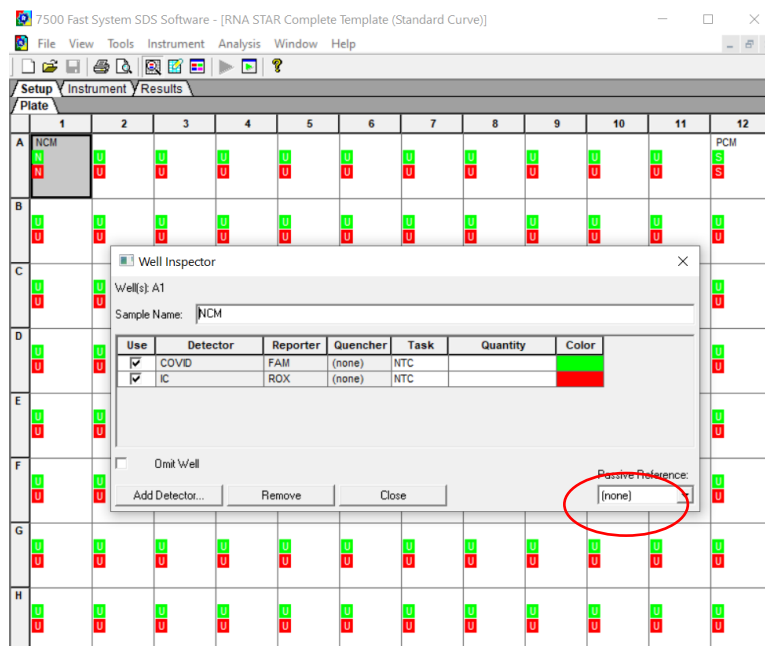 7500 Fast System SDS Software - [RNA STAR Complete Template (Standard Curve)]
File View Tools Instrument Analysis Window Help
Setup Instrument Results
Plate
1 2 3 4 5 6 7 8 9 10 11 12
A NCM PCM
N U U U U U U U U U U S
N U U U U U U U U U U S
B
U U U U U U U U U U U U
U U U U U U U U U U U U
Well Inspector
C
Well(s): A1
U U U
U U U
Sample Name: NCM
D
Use Detector Reporter Quencher Task Quantity Color
U U U
COVID FAM (none) NTC
U U U
IC ROX (none) NTC
E
U U U
U U U
F
Omit Well
Passive Reference:
U U U
U U U
Add Detector... Remove Close (none)
G
U U U U U U U U U U U U
U U U U U U U U U U U U
H
U U U U U U U U U U U U
U U U U U U U U U U U U